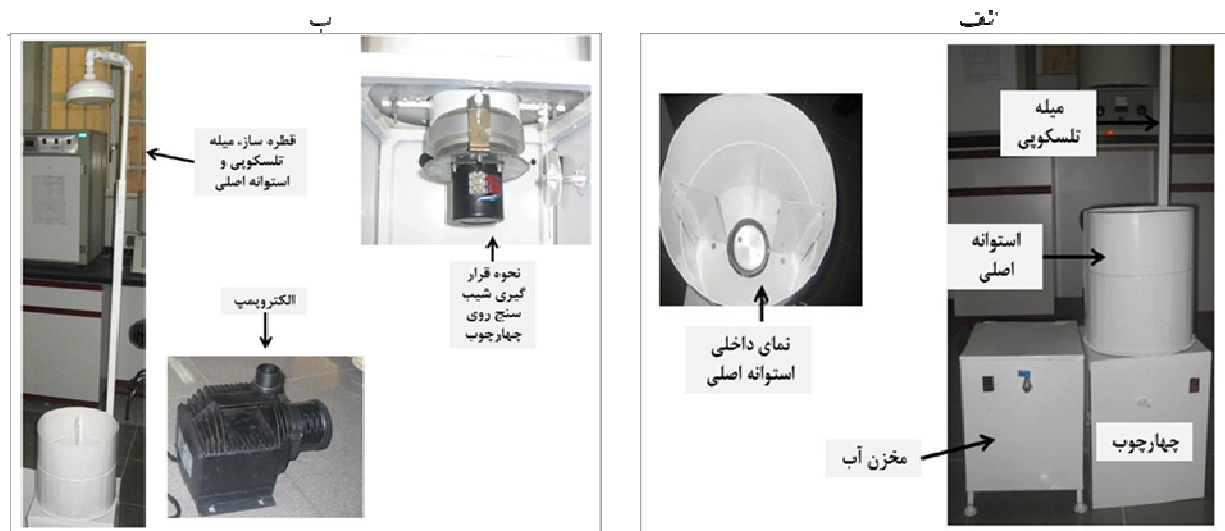 الف
میله
تلسکوپی
استوانه
اصلی
نمای داخلی
استوانه اصلی
مخزن آب
چهارچوب
ب
قطره ساز، میله
تلسکوپی و
استوانه اصلی
نحوه قرار
گیری شیب
سنج روی
چهارچوب
الکتروپمپ